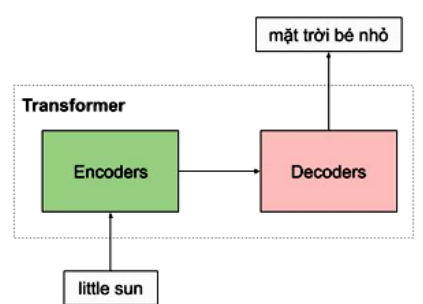 mặt trời bé nhỏ
Transformer
Encoders
Decoders
little sun